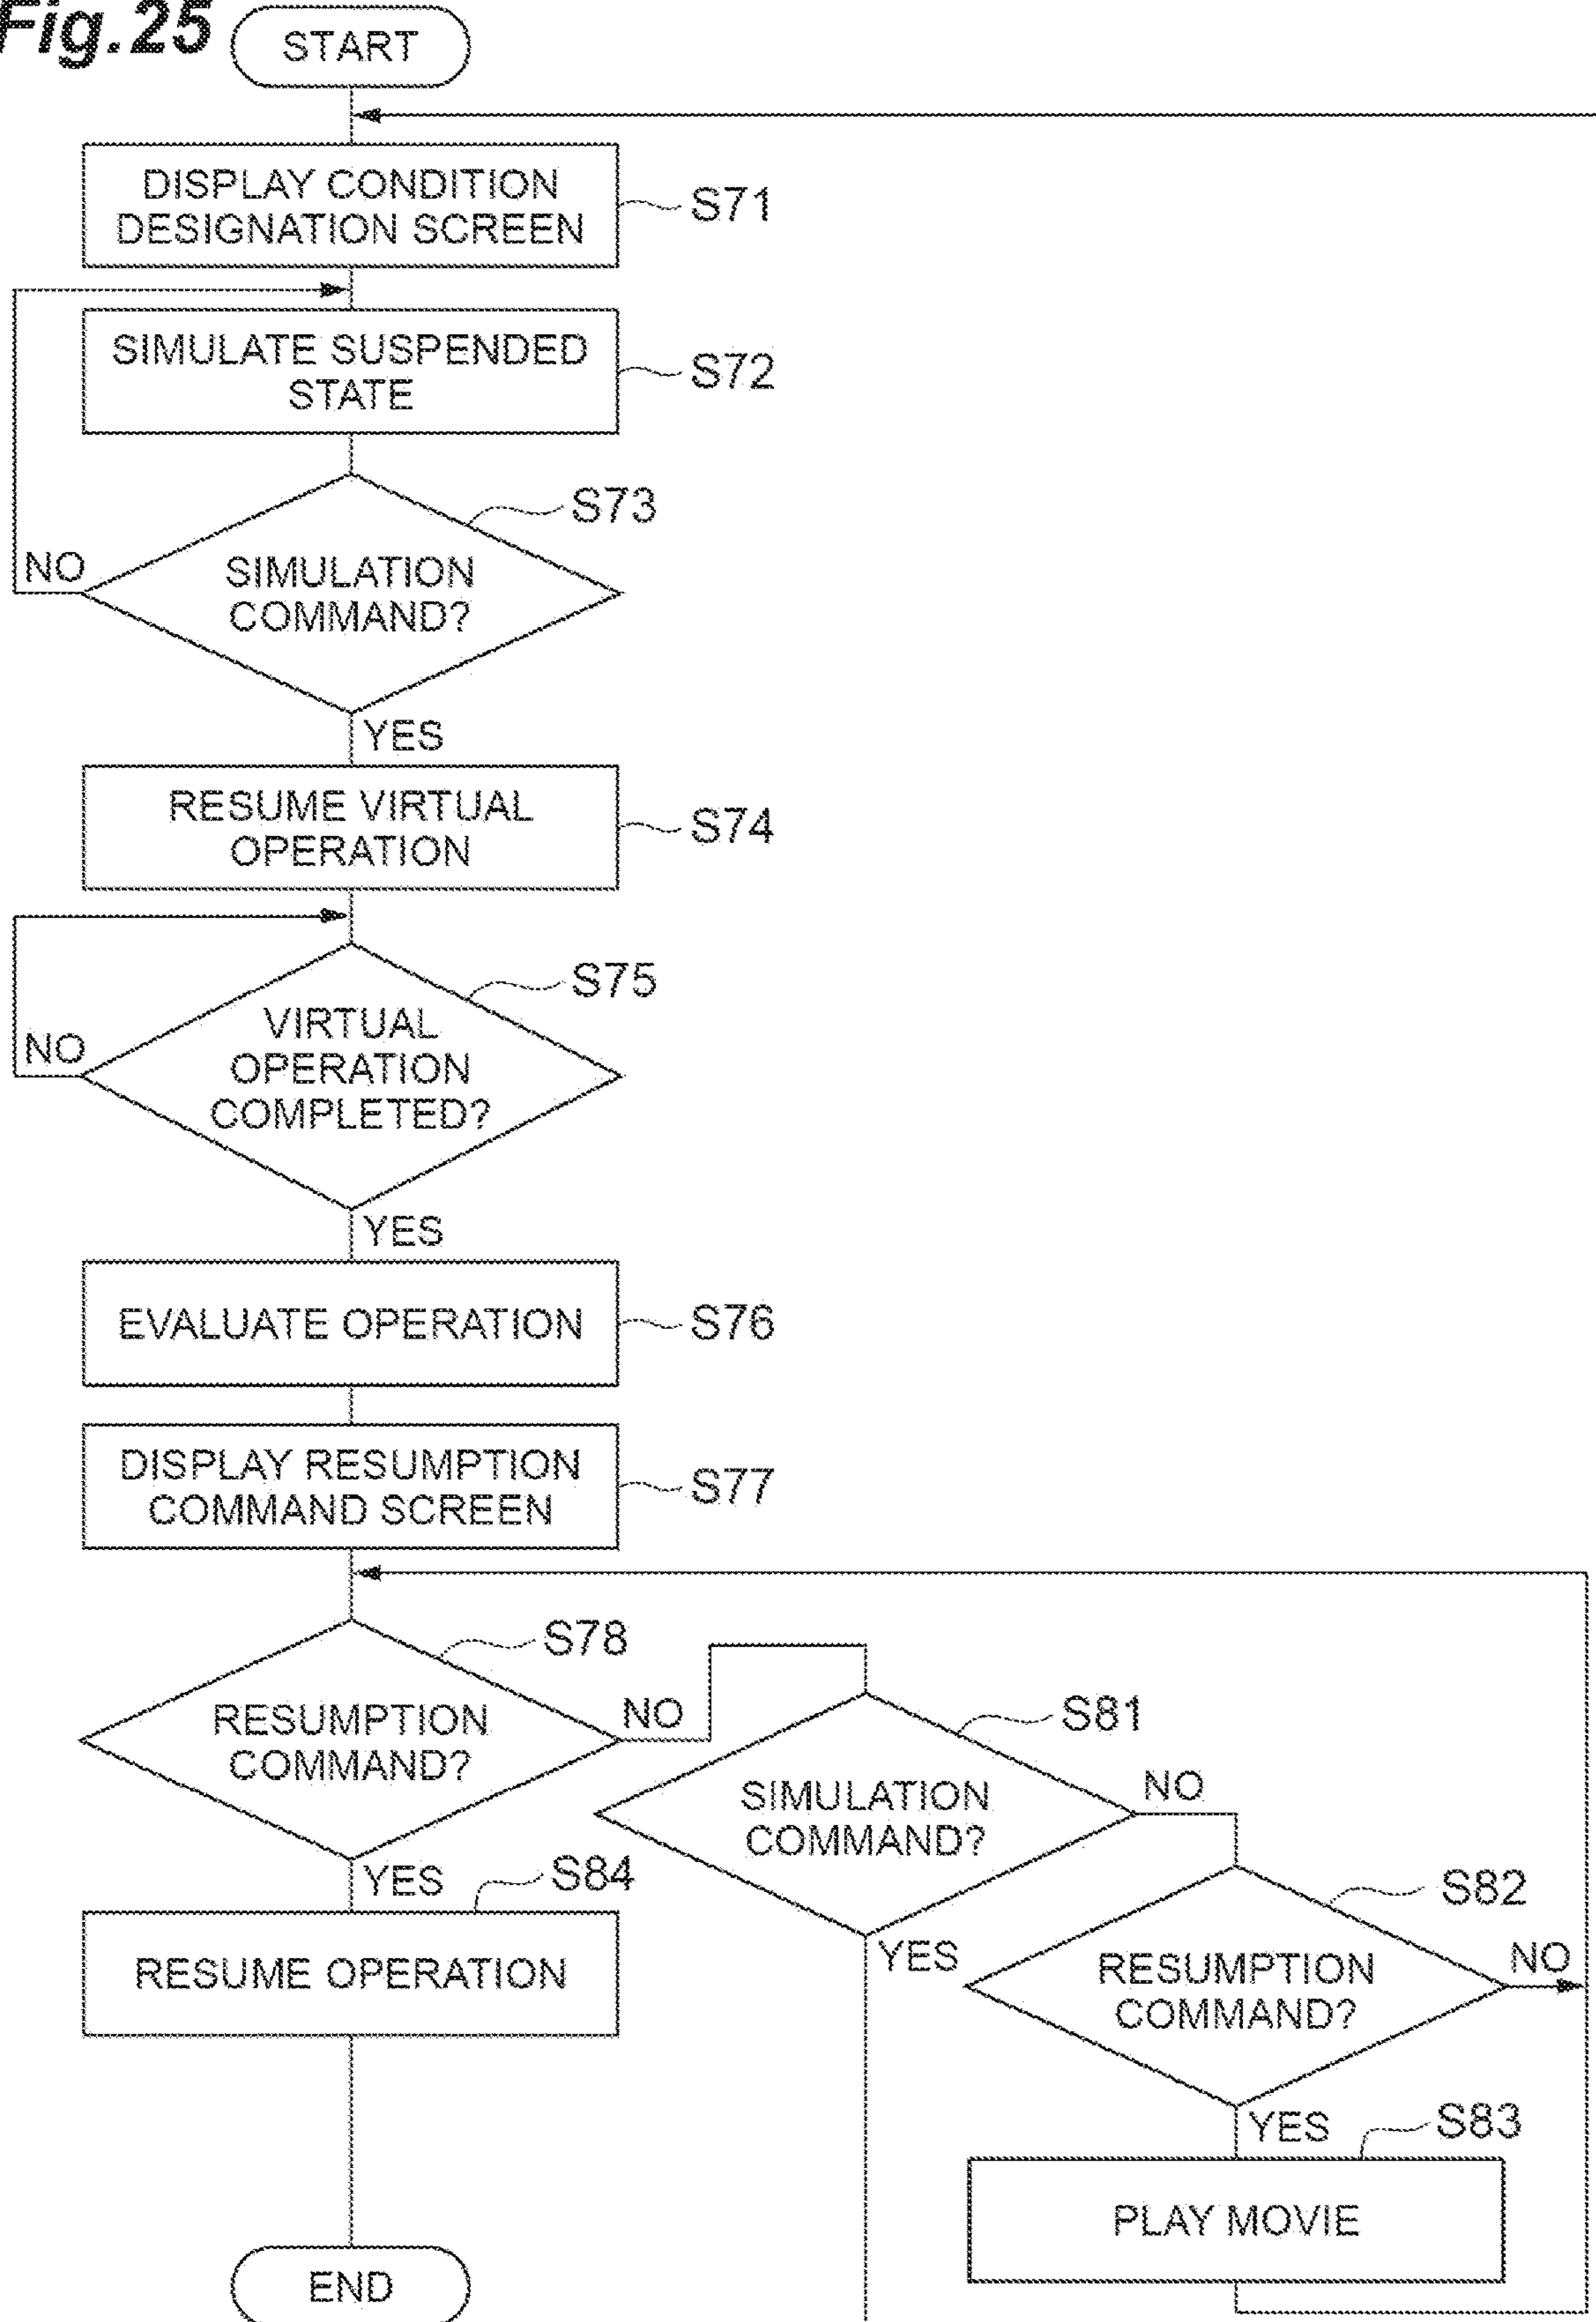 Fig.25
START
DISPLAY CONDITION
DESIGNATION SCREEN
S71
SIMULATE SUSPENDED
STATE
S72
S73
NO
SIMULATION
COMMAND?
YES
RESUME VIRTUAL
OPERATION
S74
S75
NO
VIRTUAL
OPERATION
COMPLETED?
YES
EVALUATE OPERATION
S76
DISPLAY RESUMPTION
COMMAND SCREEN
S77
S78
RESUMPTION
COMMAND?
NO
S81
SIMULATION
COMMAND?
NO
YES
S84
S82
RESUME OPERATION
YES
RESUMPTION
COMMAND?
NO
YES
S83
PLAY MOVIE
END